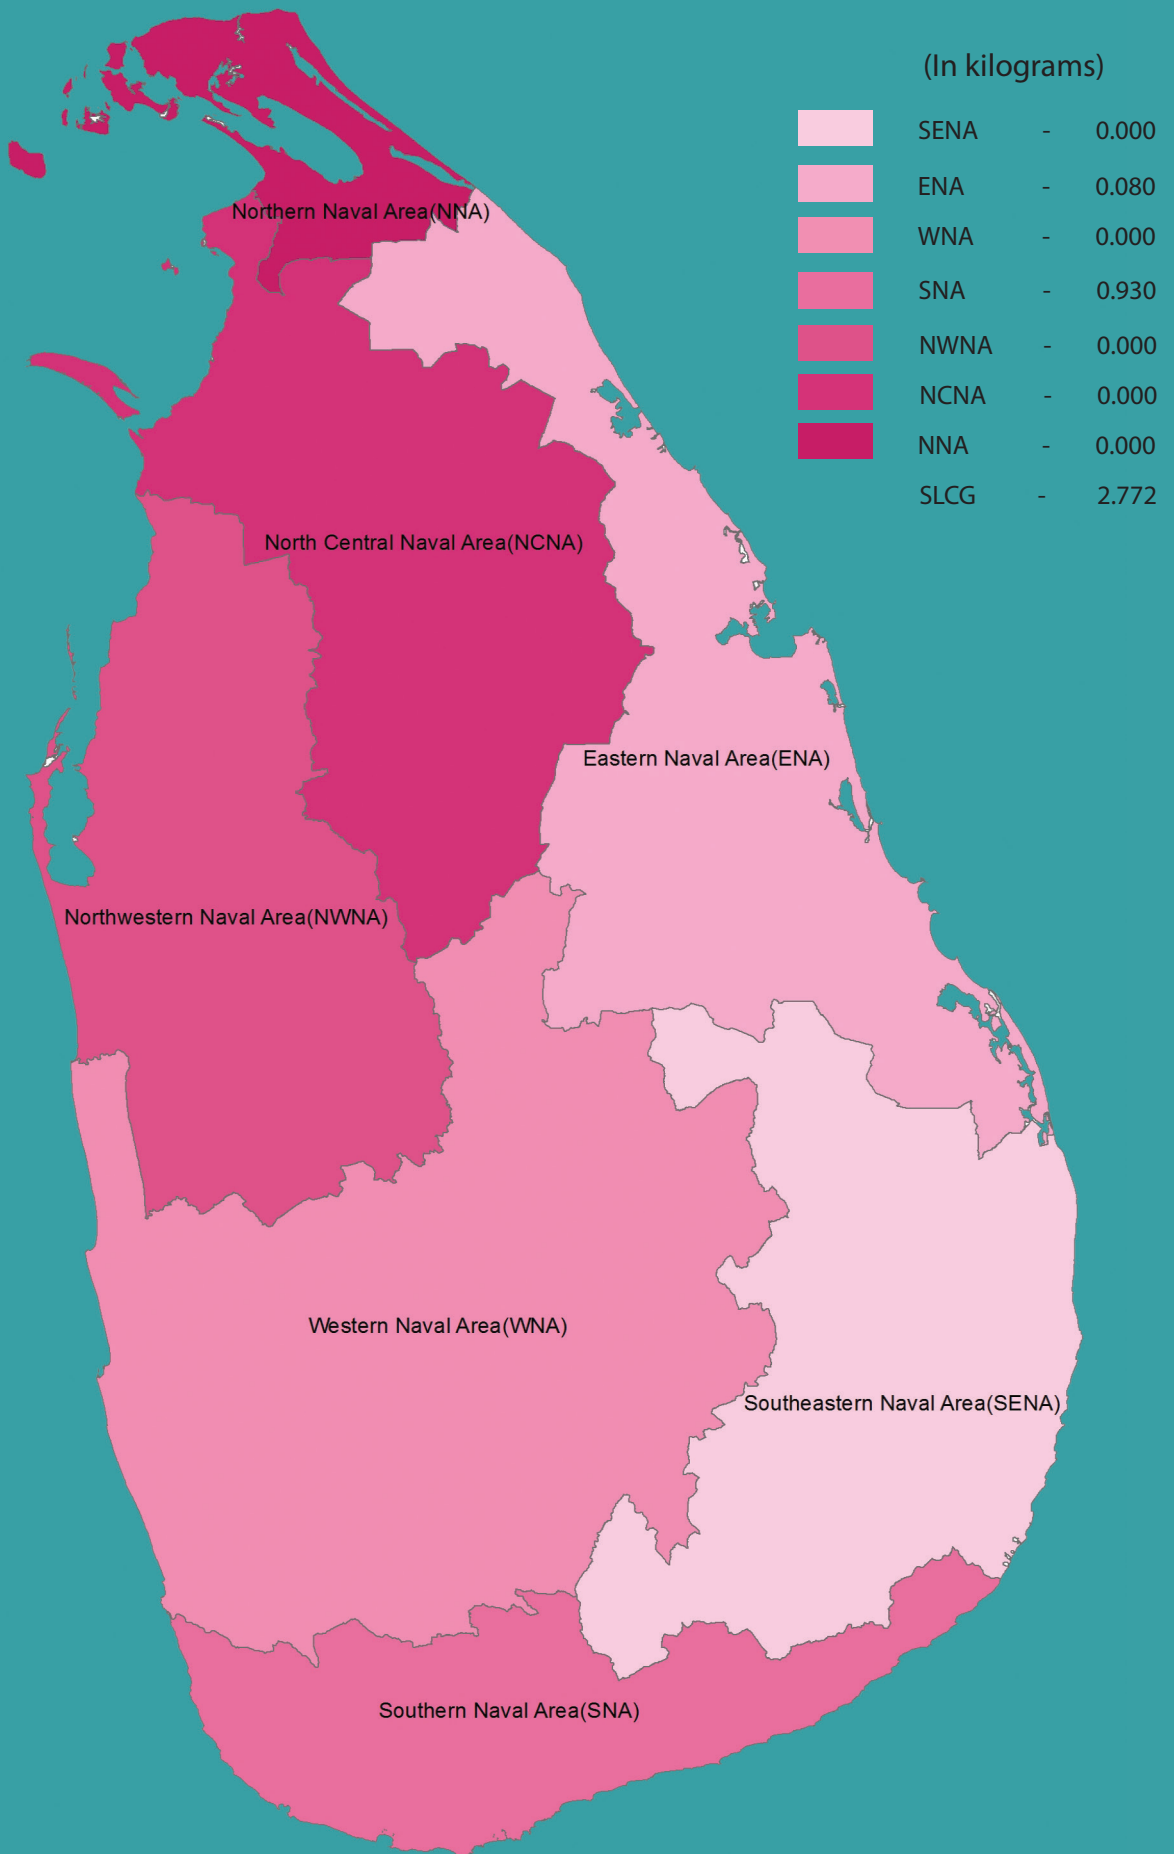 (In kilograms)
SENA - 0.000
ENA - 0.080
WNA - 0.000
SNA - 0.930
NWNA - 0.000
NCNA - 0.000
NNA - 0.000
SLCG - 2.772
Northern Naval Area(NNA)
North Central Naval Area(NCNA)
Eastern Naval Area(ENA)
Northwestern Naval Area(NWNA)
Western Naval Area(WNA)
Southeastern Naval Area(SENA)
Southern Naval Area(SNA)